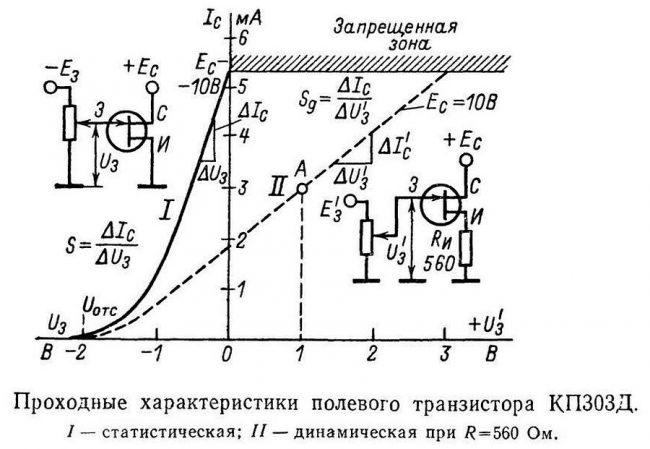 I_C мА
6
5
4
3
2
1
Запрещенная
зона
E_C
-10В
-E_З
+E_C
З
С
И
U_З
S_g = ΔI_C / ΔU'_З
E_C = 10В
ΔI_C
ΔU_З
ΔI'_C
ΔU'_З
I
II
A
S = ΔI_C / ΔU_З
+E_C
З
С
И
E'_З
U'_З
R_И
560
U_отс
U_З
+U'_З
В -2 -1 0 1 2 3 В
Проходные характеристики полевого транзистора КП303Д.
I — статистическая; II — динамическая при R=560 Ом.